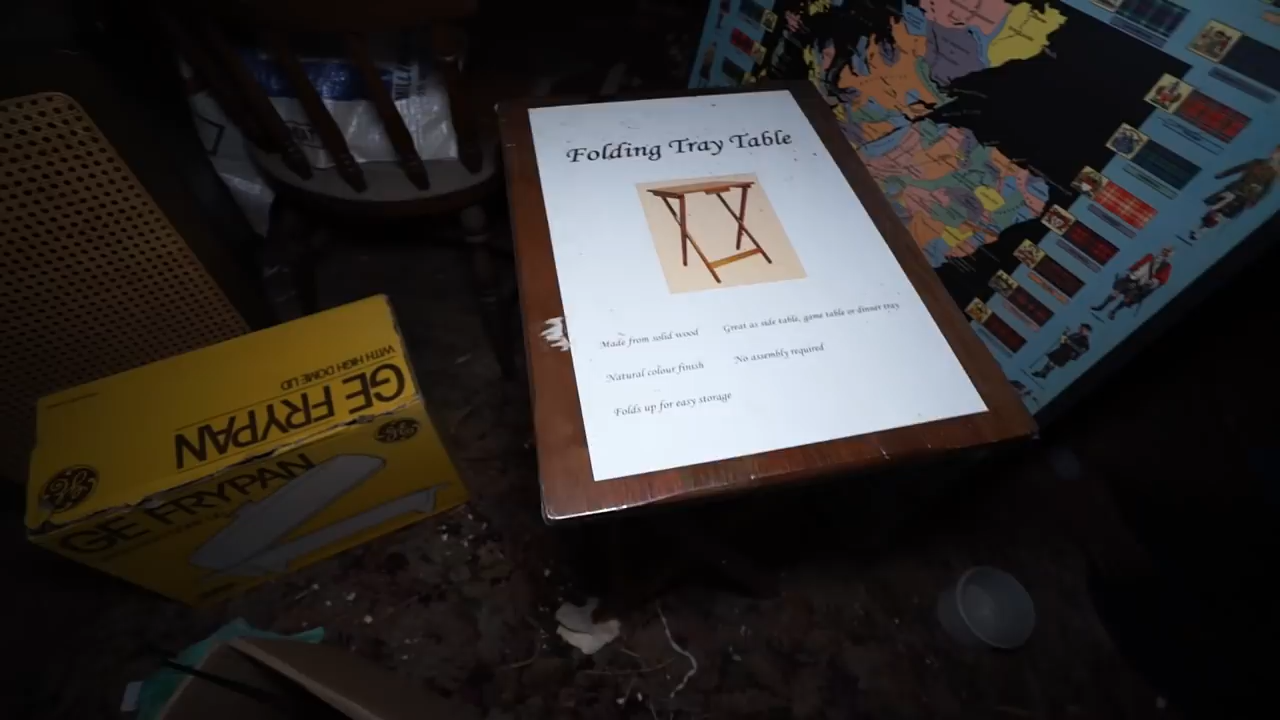 Folding Tray Table
Made from solid wood
Great as side table, game table or dinner tray
Natural colour finish
No assembly required
Folds up for easy storage
GE FRYPAN
WITH HIGH DOME LID
GE FRYPAN